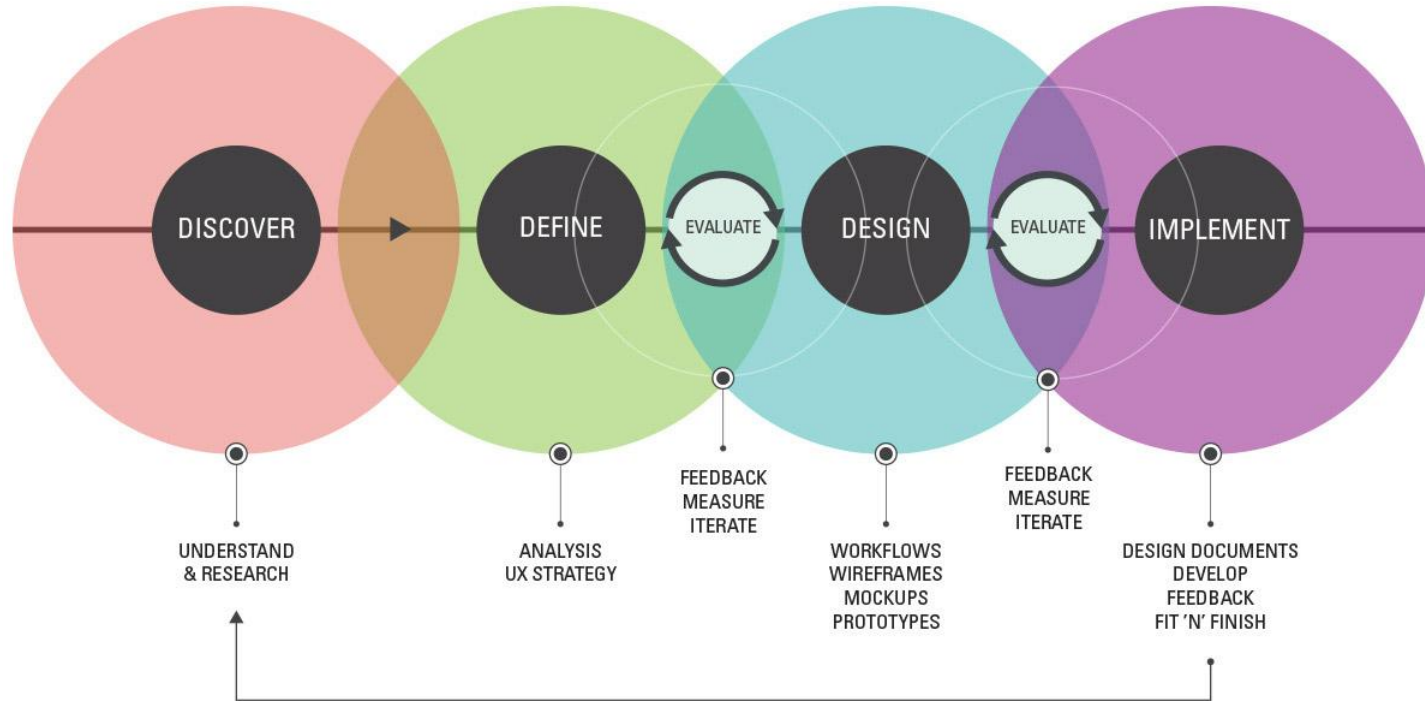 DISCOVER
DEFINE
EVALUATE
DESIGN
EVALUATE
IMPLEMENT
UNDERSTAND
& RESEARCH
ANALYSIS
UX STRATEGY
FEEDBACK
MEASURE
ITERATE
WORKFLOWS
WIREFRAMES
MOCKUPS
PROTOTYPES
FEEDBACK
MEASURE
ITERATE
DESIGN DOCUMENTS
DEVELOP
FEEDBACK
FIT 'N' FINISH